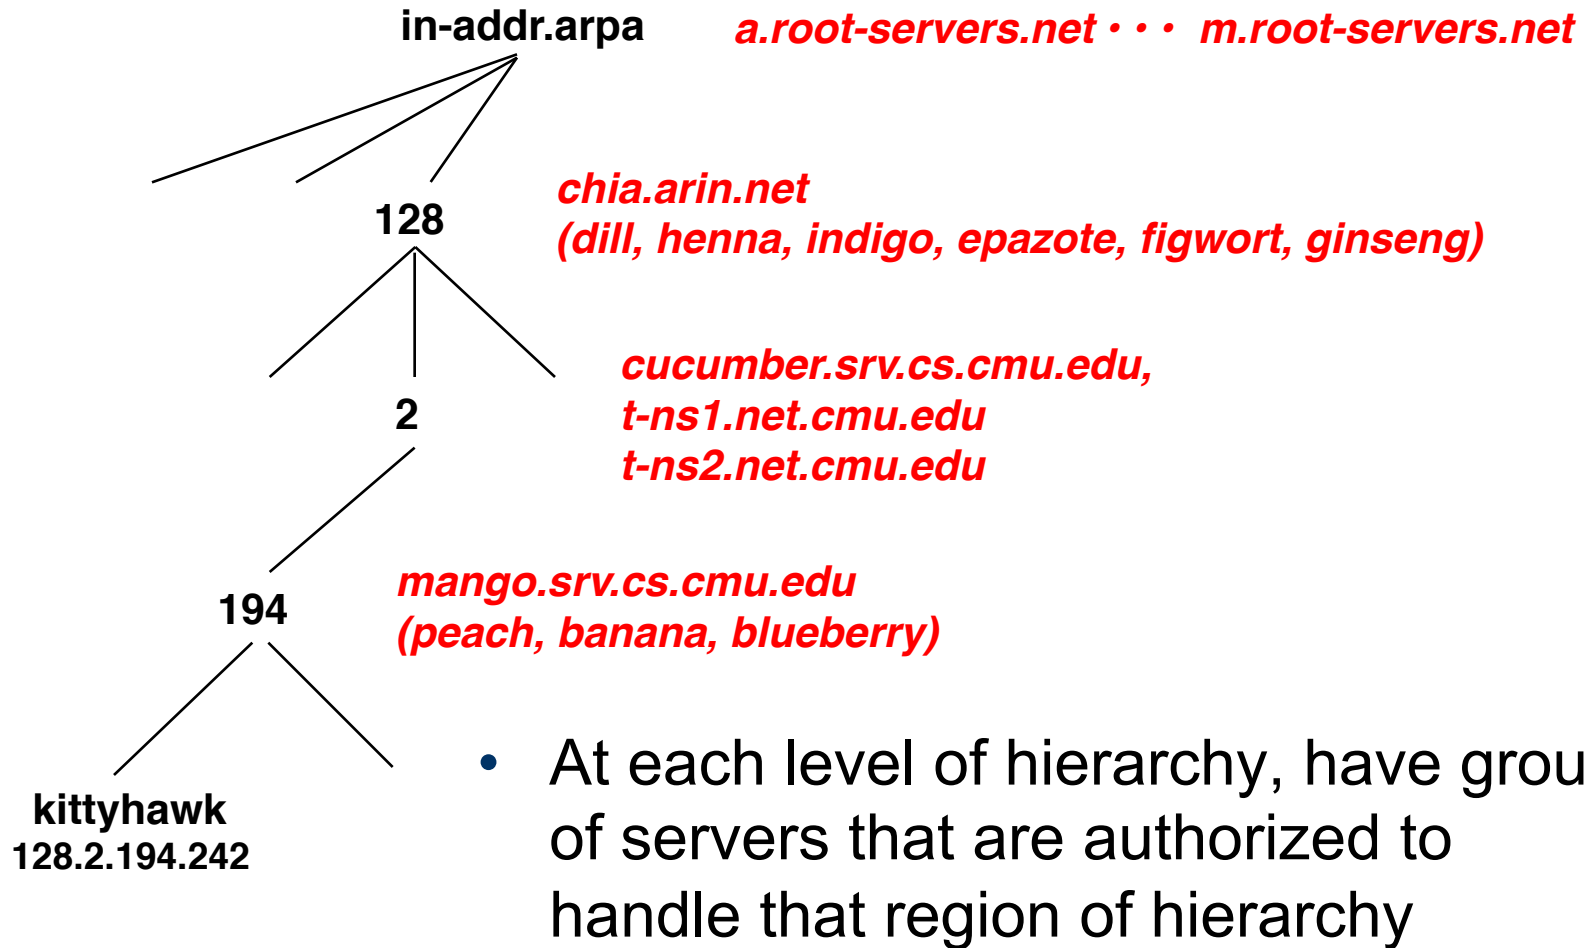 in-addr.arpa a.root-servers.net · · · m.root-servers.net
chia.arin.net
128 (dill, henna, indigo, epazote, figwort, ginseng)
cucumber.srv.cs.cmu.edu,
2 t-ns1.net.cmu.edu
t-ns2.net.cmu.edu
mango.srv.cs.cmu.edu
194 (peach, banana, blueberry)
kittyhawk
128.2.194.242
• At each level of hierarchy, have grou
of servers that are authorized to
handle that region of hierarchy